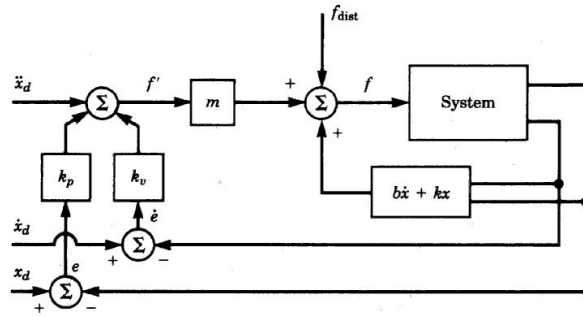 f_dist
ẍ_d
Σ
f'
m
+
Σ
+
f
System
k_p
k_v
bẋ + kx
ẋ_d
ė
+
Σ
−
x_d
e
+
Σ
−